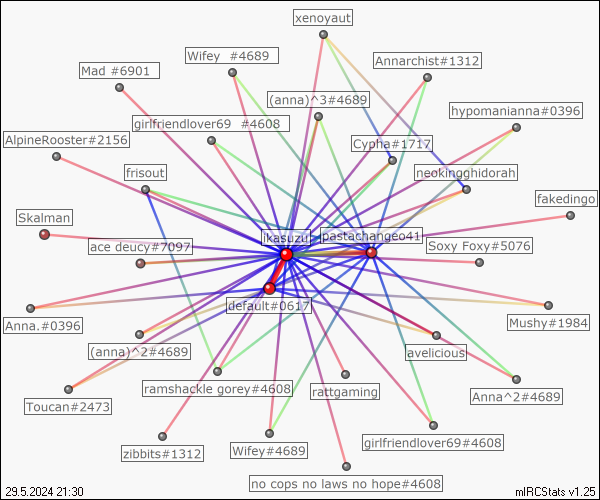 xenoyaut
Wifey  #4689
Annarchist#1312
Mad #6901
(anna)^3#4689
hypomanianna#0396
girlfriendlover69  #4608
AlpineRooster#2156
Cypha#1717
frisout
neokingghidorah
fakedingo
Skalman
ikasuzu
pastachangeo41
ace deucy#7097
Soxy Foxy#5076
default#0617
Anna.#0396
Mushy#1984
(anna)^2#4689
avelicious
ramshackle gorey#4608
rattgaming
Anna^2#4689
Toucan#2473
zibbits#1312
Wifey#4689
girlfriendlover69#4608
no cops no laws no hope#4608
29.5.2024 21:30
mIRCStats v1.25